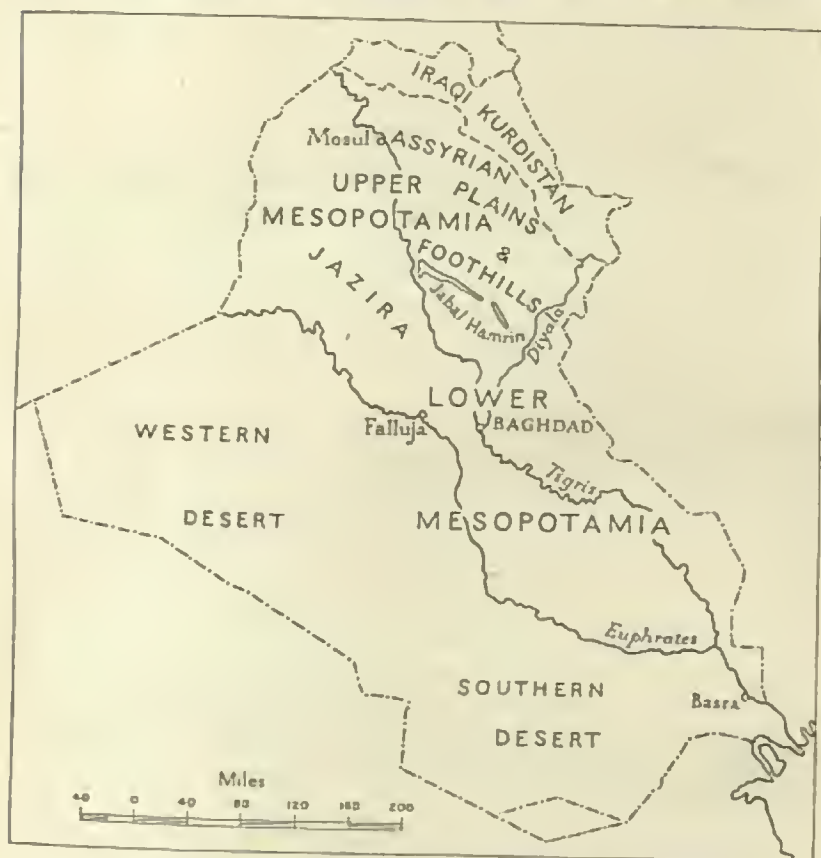 IRAQI KURDISTAN
Mosul
ASSYRIAN
PLAINS
&
FOOTHILLS
UPPER
MESOPOTAMIA
JAZIRA
Jabal Hamrin
Diyala
LOWER
MESOPOTAMIA
BAGHDAD
Falluja
WESTERN
DESERT
Tigris
Euphrates
SOUTHERN
DESERT
Basra
Miles
40 0 40 80 120 160 200